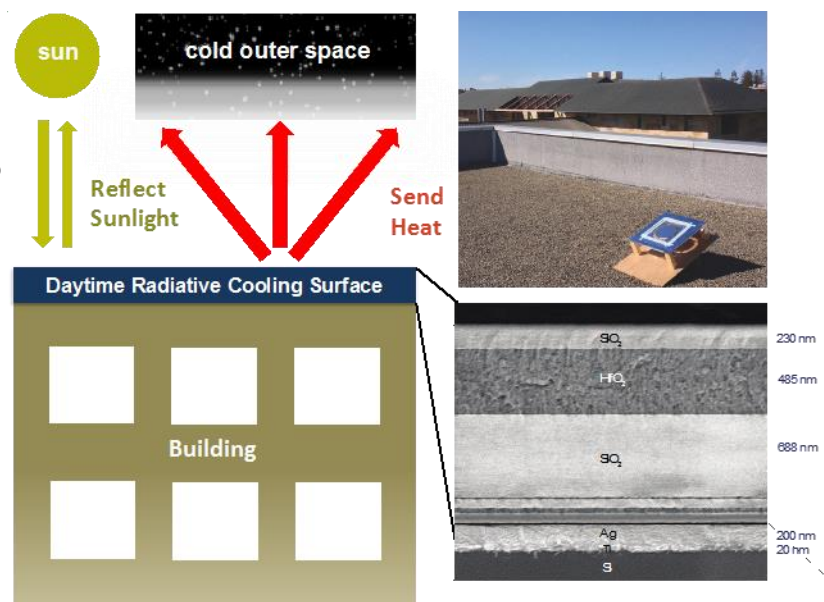 sun
cold outer space
Reflect
Sunlight
Send
Heat
Daytime Radiative Cooling Surface
Building
SiO₂
230 nm
HfO₂
485 nm
SiO₂
688 nm
Ag
200 nm
Ti
20 nm
Si